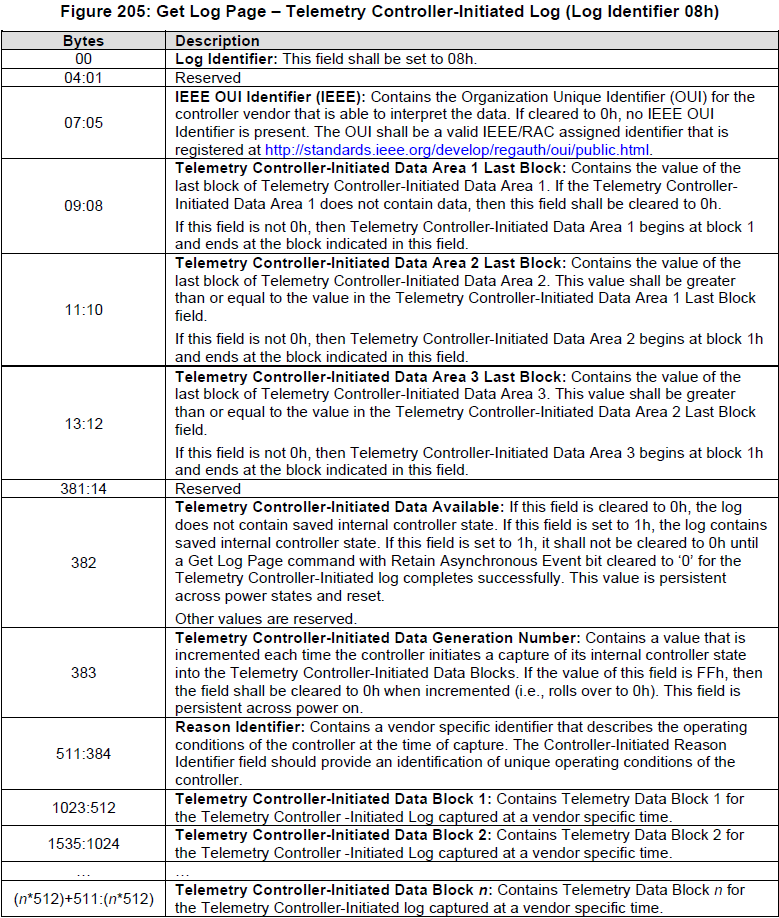 Figure 205: Get Log Page – Telemetry Controller-Initiated Log (Log Identifier 08h)
Bytes Description
00 Log Identifier: This field shall be set to 08h.
04:01 Reserved
IEEE OUI Identifier (IEEE): Contains the Organization Unique Identifier (OUI) for the
controller vendor that is able to interpret the data. If cleared to 0h, no IEEE OUI
07:05
Identifier is present. The OUI shall be a valid IEEE/RAC assigned identifier that is
registered at http://standards.ieee.org/develop/regauth/oui/public.html.
Telemetry Controller-Initiated Data Area 1 Last Block: Contains the value of the
last block of Telemetry Controller-Initiated Data Area 1. If the Telemetry Controller-
Initiated Data Area 1 does not contain data, then this field shall be cleared to 0h.
09:08
If this field is not 0h, then Telemetry Controller-Initiated Data Area 1 begins at block 1
and ends at the block indicated in this field.
Telemetry Controller-Initiated Data Area 2 Last Block: Contains the value of the
last block of Telemetry Controller-Initiated Data Area 2. This value shall be greater
than or equal to the value in the Telemetry Controller-Initiated Data Area 1 Last Block
field.
11:10
If this field is not 0h, then Telemetry Controller-Initiated Data Area 2 begins at block 1h
and ends at the block indicated in this field.
Telemetry Controller-Initiated Data Area 3 Last Block: Contains the value of the
last block of Telemetry Controller-Initiated Data Area 3. This value shall be greater
than or equal to the value in the Telemetry Controller-Initiated Data Area 2 Last Block
field.
13:12
If this field is not 0h, then Telemetry Controller-Initiated Data Area 3 begins at block 1h
and ends at the block indicated in this field.
381:14 Reserved
Telemetry Controller-Initiated Data Available: If this field is cleared to 0h, the log
does not contain saved internal controller state. If this field is set to 1h, the log contains
saved internal controller state. If this field is set to 1h, it shall not be cleared to 0h until
382
a Get Log Page command with Retain Asynchronous Event bit cleared to ‘0’ for the
Telemetry Controller-Initiated log completes successfully. This value is persistent
across power states and reset.
Other values are reserved.
Telemetry Controller-Initiated Data Generation Number: Contains a value that is
incremented each time the controller initiates a capture of its internal controller state
383
into the Telemetry Controller-Initiated Data Blocks. If the value of this field is FFh, then
the field shall be cleared to 0h when incremented (i.e., rolls over to 0h). This field is
persistent across power on.
Reason Identifier: Contains a vendor specific identifier that describes the operating
conditions of the controller at the time of capture. The Controller-Initiated Reason
511:384
Identifier field should provide an identification of unique operating conditions of the
controller.
1023:512
Telemetry Controller-Initiated Data Block 1: Contains Telemetry Data Block 1 for
the Telemetry Controller -Initiated Log captured at a vendor specific time.
1535:1024
Telemetry Controller-Initiated Data Block 2: Contains Telemetry Data Block 2 for
the Telemetry Controller -Initiated Log captured at a vendor specific time.
… …
(n*512)+511:(n*512)
Telemetry Controller-Initiated Data Block n: Contains Telemetry Data Block n for
the Telemetry Controller-Initiated log captured at a vendor specific time.